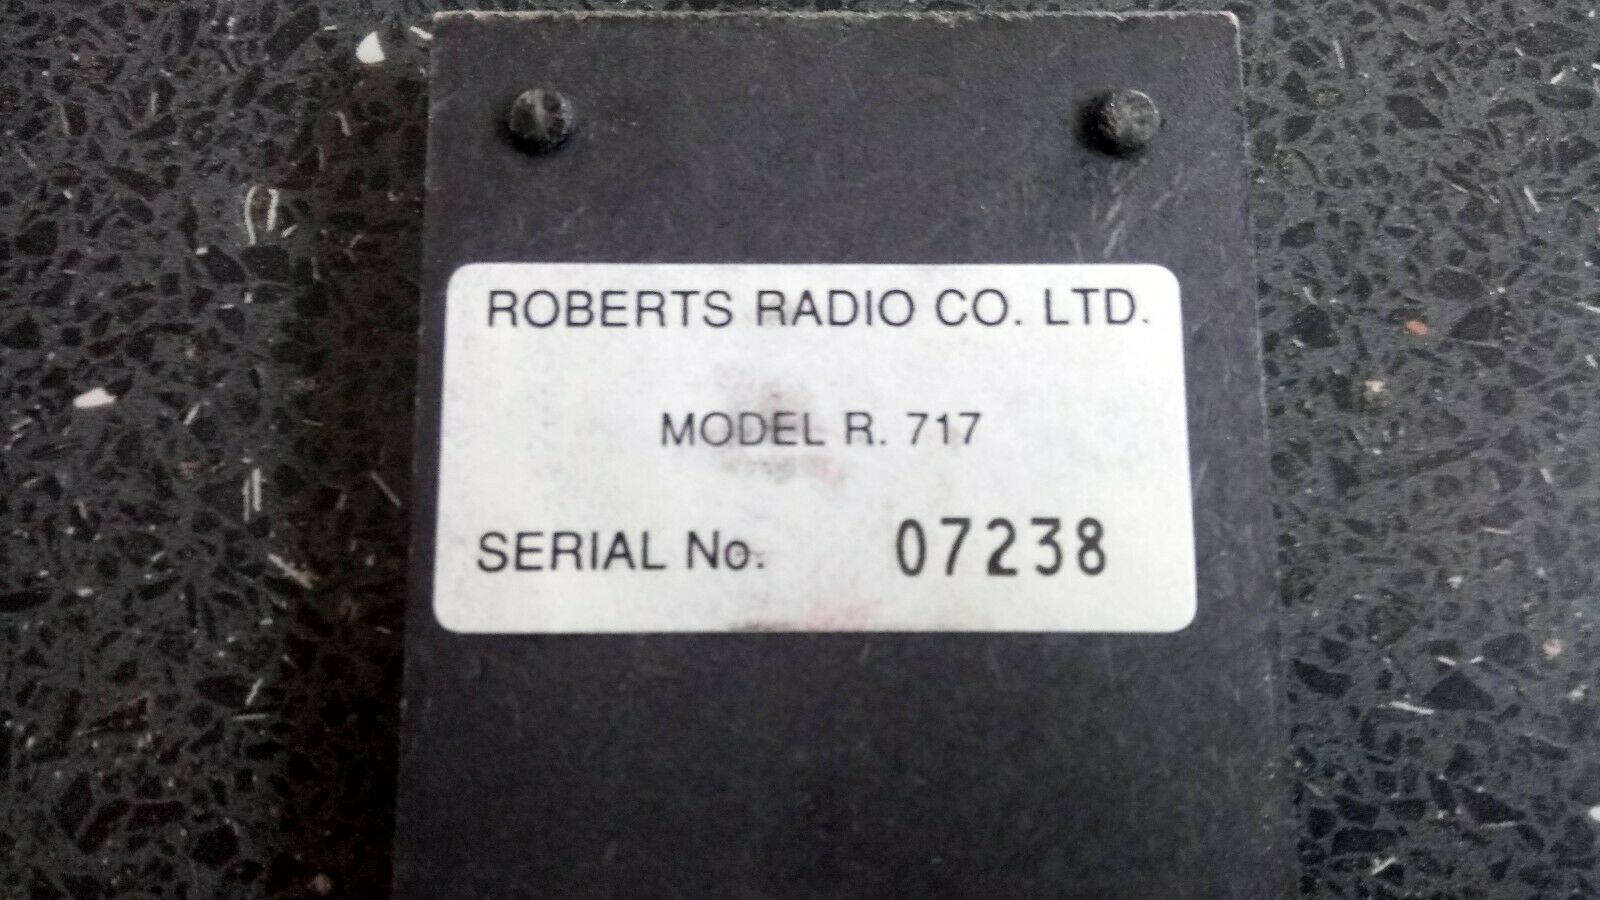 ROBERTS RADIO CO. LTD.
MODEL R. 717
SERIAL No. 07238